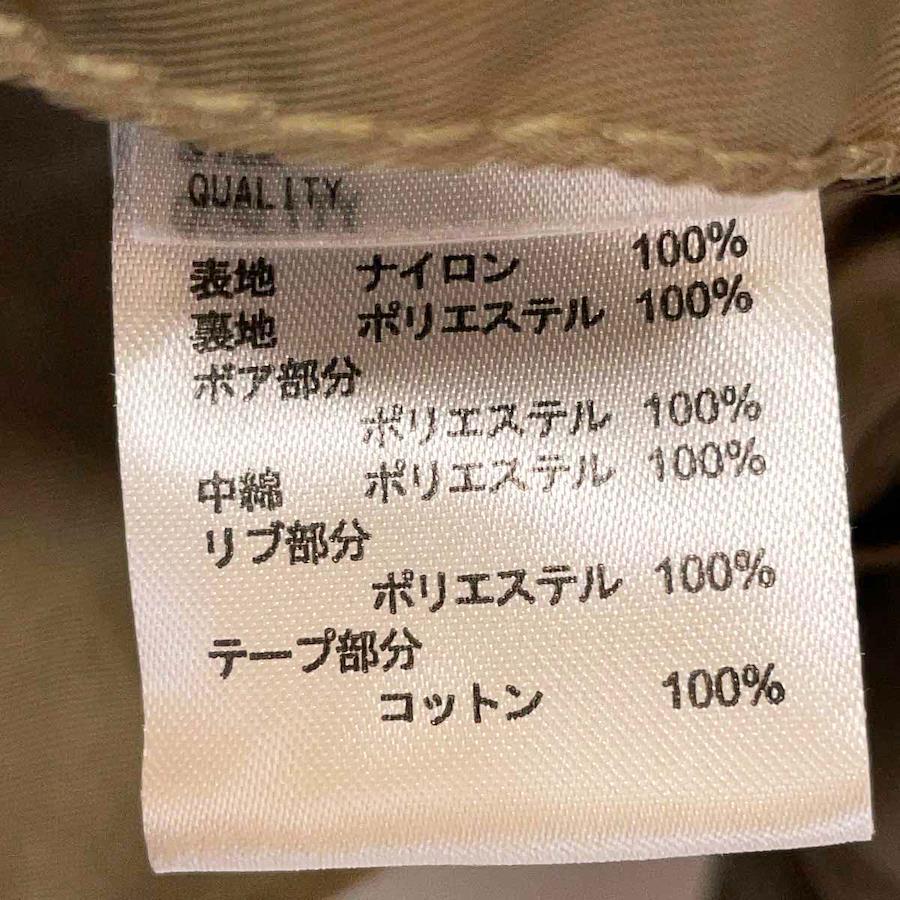 QUALITY
表地 ナイロン 100%
裏地 ポリエステル 100%
ボア部分
ポリエステル 100%
中綿 ポリエステル 100%
リブ部分
ポリエステル 100%
テープ部分
コットン 100%